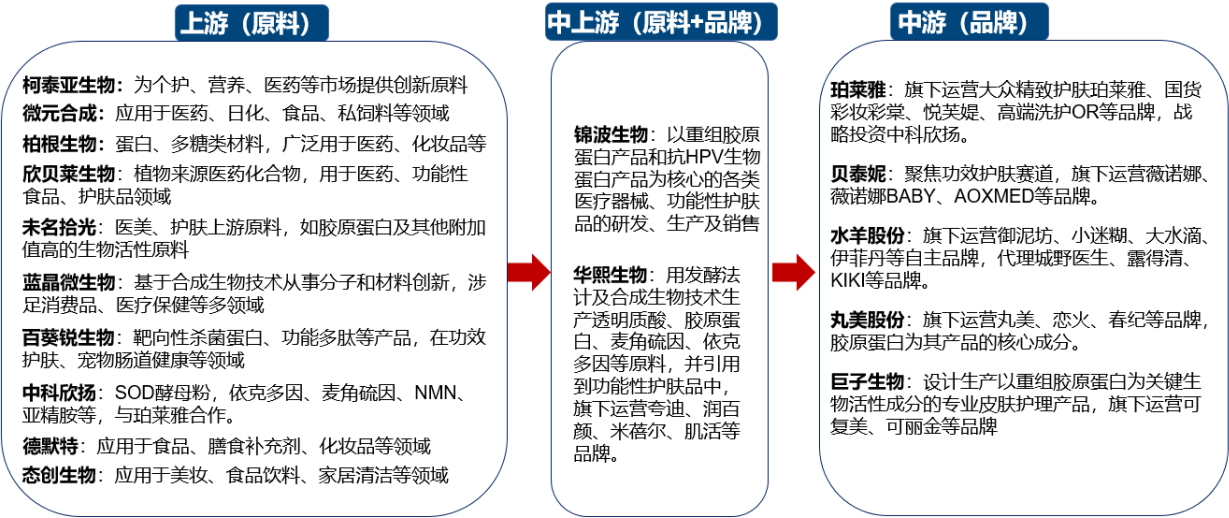 上游（原料）
柯泰亚生物：为个护、营养、医药等市场提供创新原料
微元合成：应用于医药、日化、食品、私饲料等领域
柏根生物：蛋白、多糖类材料，广泛用于医药、化妆品等
欣贝莱生物：植物来源医药化合物，用于医药、功能性
食品、护肤品领域
未名拾光：医美、护肤上游原料，如胶原蛋白及其他附加
值高的生物活性原料
蓝晶微生物：基于合成生物技术从事分子和材料创新，涉
足消费品、医疗保健等多领域
百葵锐生物：靶向性杀菌蛋白、功能多肽等产品，在功效
护肤、宠物肠道健康等领域
中科欣扬：SOD酵母粉，依克多因、麦角硫因、NMN、
亚精胺等，与珀莱雅合作。
德默特：应用于食品、膳食补充剂、化妆品等领域
态创生物：应用于美妆、食品饮料、家居清洁等领域
中上游（原料+品牌）
锦波生物：以重组胶原
蛋白产品和抗HPV生物
蛋白产品为核心的各类
医疗器械、功能性护肤
品的研发、生产及销售
华熙生物：用发酵法
计及合成生物技术生
产透明质酸、胶原蛋
白、麦角硫因、依克
多因等原料，并引用
到功能性护肤品中，
旗下运营夸迪、润百
颜、米蓓尔、肌活等
品牌。
中游（品牌）
珀莱雅：旗下运营大众精致护肤珀莱雅、国货
彩妆彩棠、悦芙媞、高端洗护OR等品牌，战
略投资中科欣扬。
贝泰妮：聚焦功效护肤赛道，旗下运营薇诺娜、
薇诺娜BABY、AOXMED等品牌。
水羊股份：旗下运营御泥坊、小迷糊、大水滴、
伊菲丹等自主品牌，代理城野医生、露得清、
KIKI等品牌。
丸美股份：旗下运营丸美、恋火、春纪等品牌，
胶原蛋白为其产品的核心成分。
巨子生物：设计生产以重组胶原蛋白为关键生
物活性成分的专业皮肤护理产品，旗下运营可
复美、可丽金等品牌